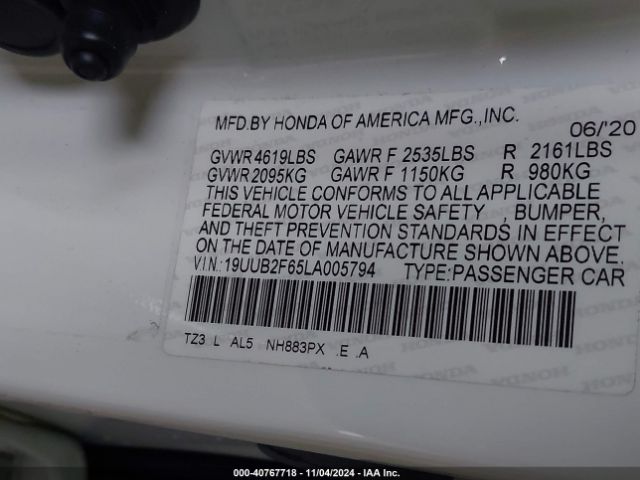 MFD.BY HONDA OF AMERICA MFG.,INC. 06/'20
GVWR 4619LBS GAWR F 2535LBS R 2161LBS
GVWR 2095KG GAWR F 1150KG R 980KG
THIS VEHICLE CONFORMS TO ALL APPLICABLE
FEDERAL MOTOR VEHICLE SAFETY , BUMPER,
AND THEFT PREVENTION STANDARDS IN EFFECT
ON THE DATE OF MANUFACTURE SHOWN ABOVE.
V.I.N.:19UUB2F65LA005794 TYPE:PASSENGER CAR
TZ3 L AL5 NH883PX .E .A
000-40767718 - 11/04/2024 - IAA Inc.